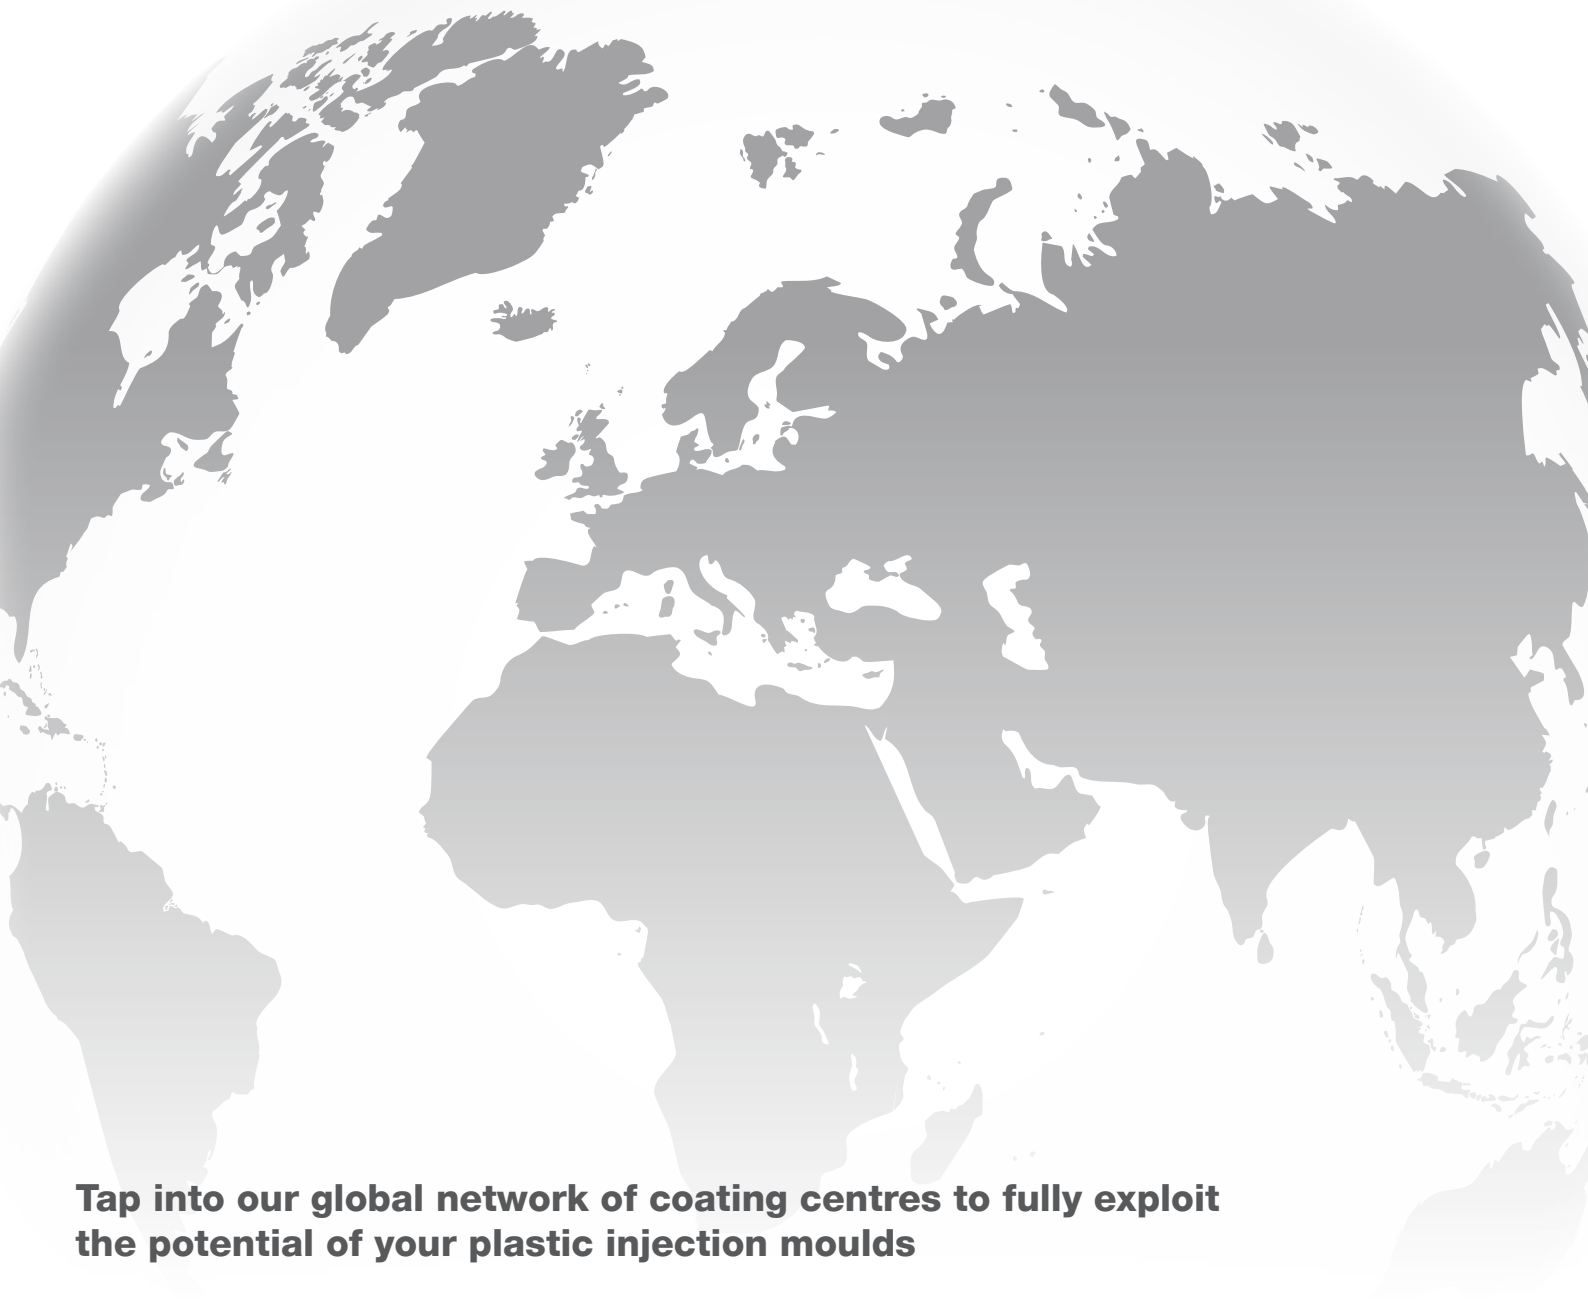 Tap into our global network of coating centres to fully exploit
the potential of your plastic injection moulds